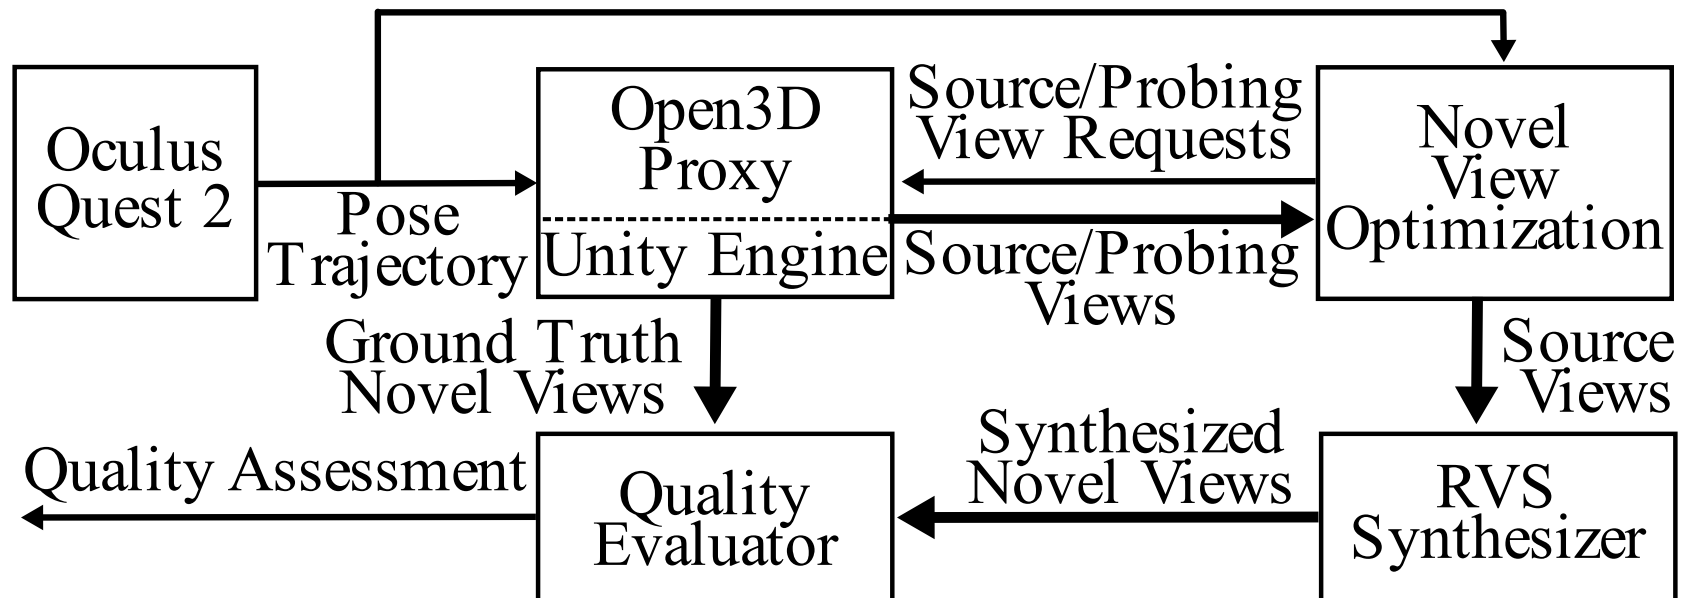 Oculus
Quest 2
Pose
Trajectory
Open3D
Proxy
Unity Engine
Source/Probing
View Requests
Source/Probing
Views
Novel
View
Optimization
Ground Truth
Novel Views
Source
Views
Quality Assessment
Quality
Evaluator
Synthesized
Novel Views
RVS
Synthesizer